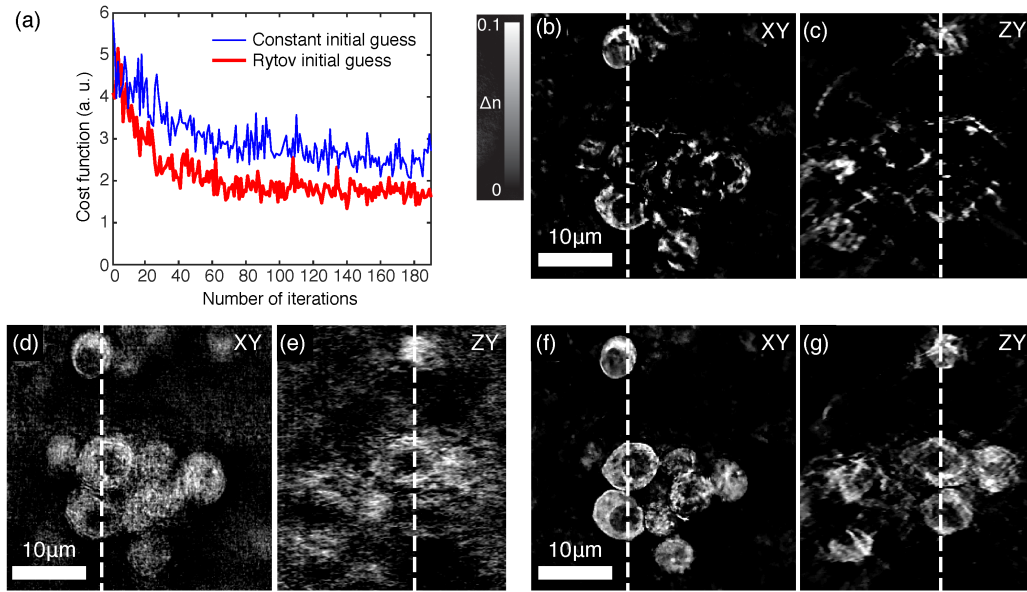 (a)
6
5
4
3
2
1
0
Cost function (a. u.)
Constant initial guess
Rytov initial guess
0 20 40 60 80 100 120 140 160 180
Number of iterations
0.1
Δn
0
(b) XY
10μm
(c) ZY
(d) XY
10μm
(e) ZY
(f) XY
10μm
(g) ZY